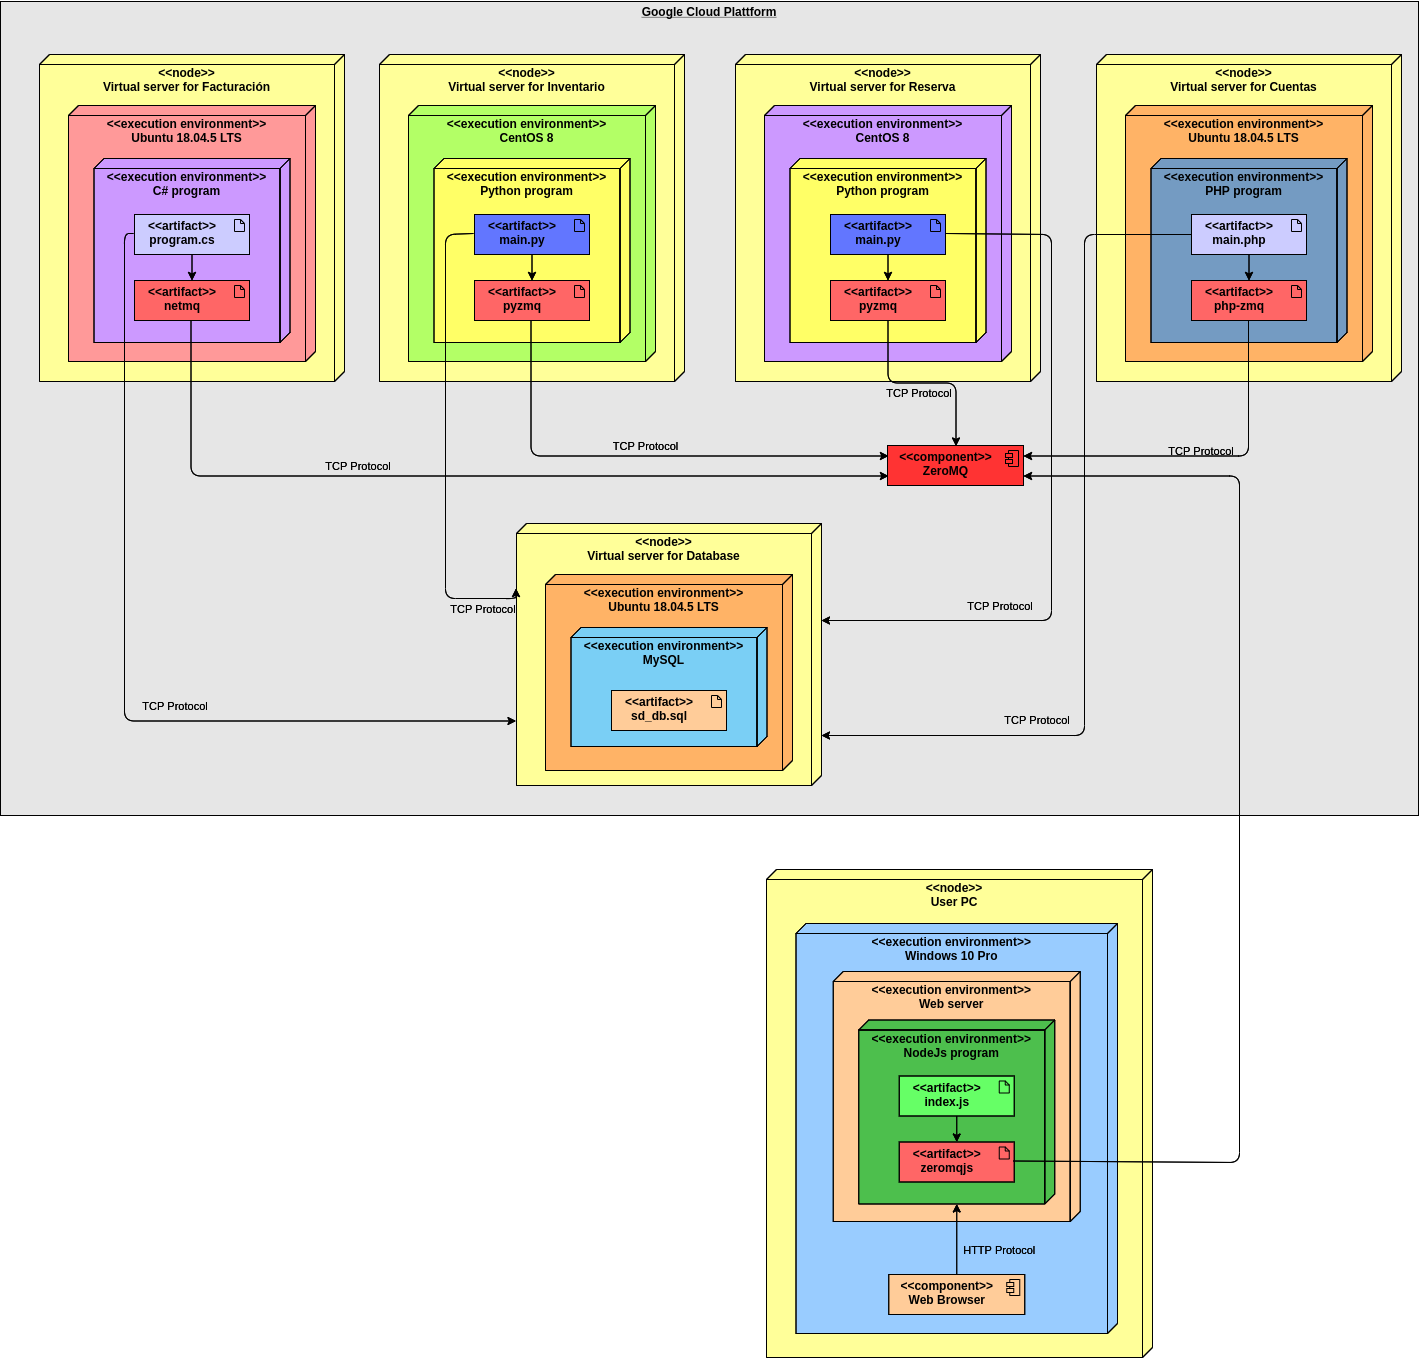 Google Cloud Plattform
<<node>>
Virtual server for Facturación
<<execution environment>>
Ubuntu 18.04.5 LTS
<<execution environment>>
C# program
<<artifact>>
program.cs
<<artifact>>
netmq
<<node>>
Virtual server for Inventario
<<execution environment>>
CentOS 8
<<execution environment>>
Python program
<<artifact>>
main.py
<<artifact>>
pyzmq
<<node>>
Virtual server for Reserva
<<execution environment>>
CentOS 8
<<execution environment>>
Python program
<<artifact>>
main.py
<<artifact>>
pyzmq
<<node>>
Virtual server for Cuentas
<<execution environment>>
Ubuntu 18.04.5 LTS
<<execution environment>>
PHP program
<<artifact>>
main.php
<<artifact>>
php-zmq
TCP Protocol
TCP Protocol
TCP Protocol
TCP Protocol
<<component>>
ZeroMQ
<<node>>
Virtual server for Database
<<execution environment>>
Ubuntu 18.04.5 LTS
<<execution environment>>
MySQL
<<artifact>>
sd_db.sql
TCP Protocol
TCP Protocol
TCP Protocol
TCP Protocol
<<node>>
User PC
<<execution environment>>
Windows 10 Pro
<<execution environment>>
Web server
<<execution environment>>
NodeJs program
<<artifact>>
index.js
<<artifact>>
zeromqjs
HTTP Protocol
<<component>>
Web Browser